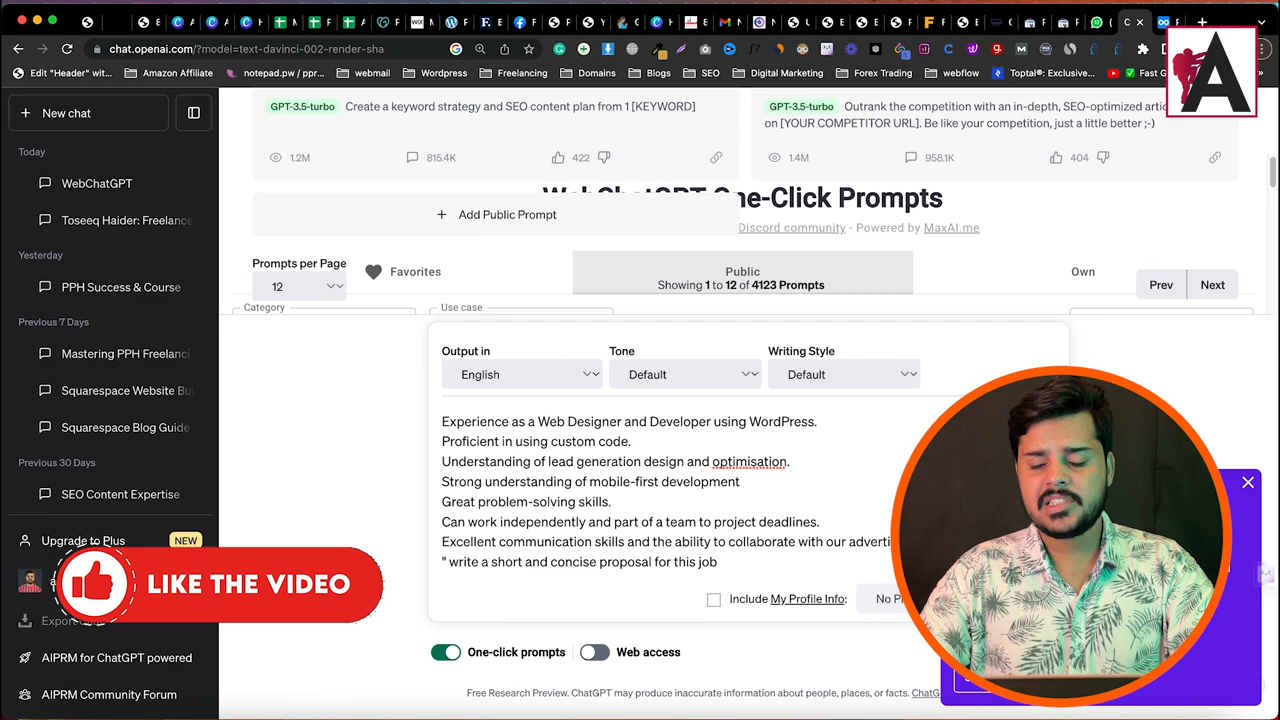 chat.openai.com/?model=text-davinci-002-render-sha
Edit "Header" wit...
Amazon Affiliate
notepad.pw / ppr...
webmail
Wordpress
Freelancing
Domains
Blogs
SEO
Digital Marketing
Forex Trading
webflow
Toptal®: Exclusive...
Fast G
A
New chat
Today
WebChatGPT
Toseeq Haider: Freelance
Yesterday
PPH Success & Course
Previous 7 Days
Mastering PPH Freelanci
Squarespace Website Bu
Squarespace Blog Guide
Previous 30 Days
SEO Content Expertise
Upgrade to Plus
NEW
LIKE THE VIDEO
Export
AIPRM for ChatGPT powered
AIPRM Community Forum
GPT-3.5-turbo Create a keyword strategy and SEO content plan from 1 [KEYWORD]
1.2M 815.4K 422
GPT-3.5-turbo Outrank the competition with an in-depth, SEO-optimized arti
on [YOUR COMPETITOR URL]. Be like your competition, just a little better ;-)
1.4M 958.1K 404
WebChatGPT One-Click Prompts
+ Add Public Prompt
Discord community - Powered by MaxAI.me
Prompts per Page
12
Favorites
Public
Showing 1 to 12 of 4123 Prompts
Own
Prev Next
Category
Use case
Output in
English
Tone
Default
Writing Style
Default
Experience as a Web Designer and Developer using WordPress.
Proficient in using custom code.
Understanding of lead generation design and optimisation.
Strong understanding of mobile-first development
Great problem-solving skills.
Can work independently and part of a team to project deadlines.
Excellent communication skills and the ability to collaborate with our adverti
" write a short and concise proposal for this job
Include My Profile Info:
No P
One-click prompts
Web access
Free Research Preview. ChatGPT may produce inaccurate information about people, places, or facts. ChatG